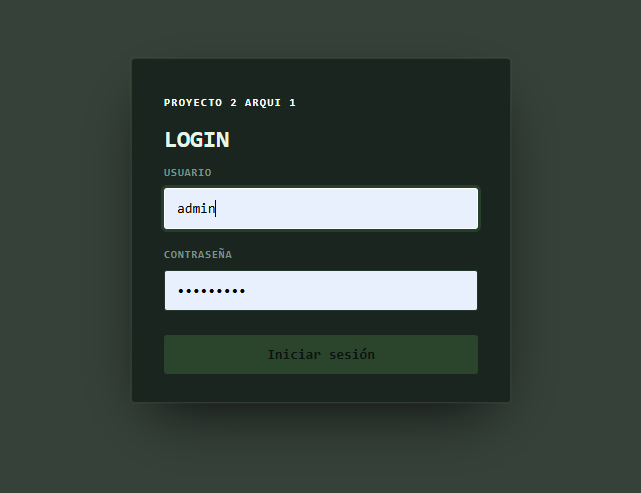 PROYECTO 2 ARQUI 1
LOGIN
USUARIO
admin
CONTRASEÑA
•••••••••
Iniciar sesión